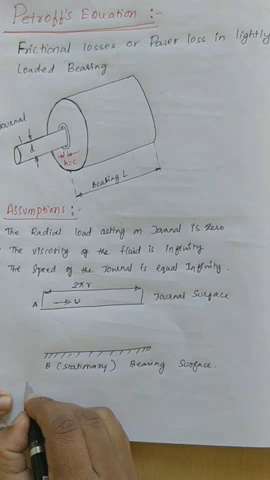 Petroff's Equation :-
Frictional losses or Power loss in lightly
Loaded Bearing
Journal
d
h=c
Bearing L
Assumptions :-
The Radial load acting on Journal is zero
The viscosity of the fluid is infinity
The speed of the Journal is equal Infinity.
2πr
Journal Surface
A
U
B (stationary) Bearing Surface.